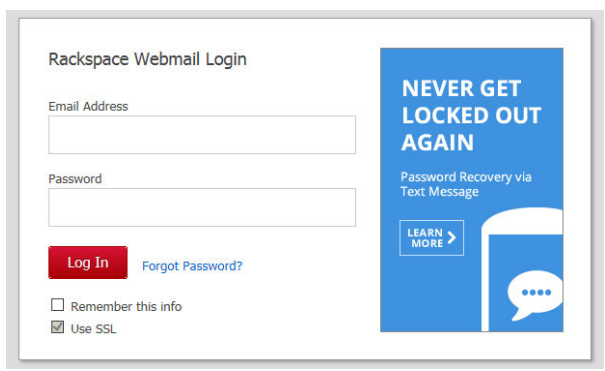 Rackspace Webmail Login
Email Address
Password
Log In
Forgot Password?
Remember this info
Use SSL
NEVER GET
LOCKED OUT
AGAIN
Password Recovery via
Text Message
LEARN
MORE